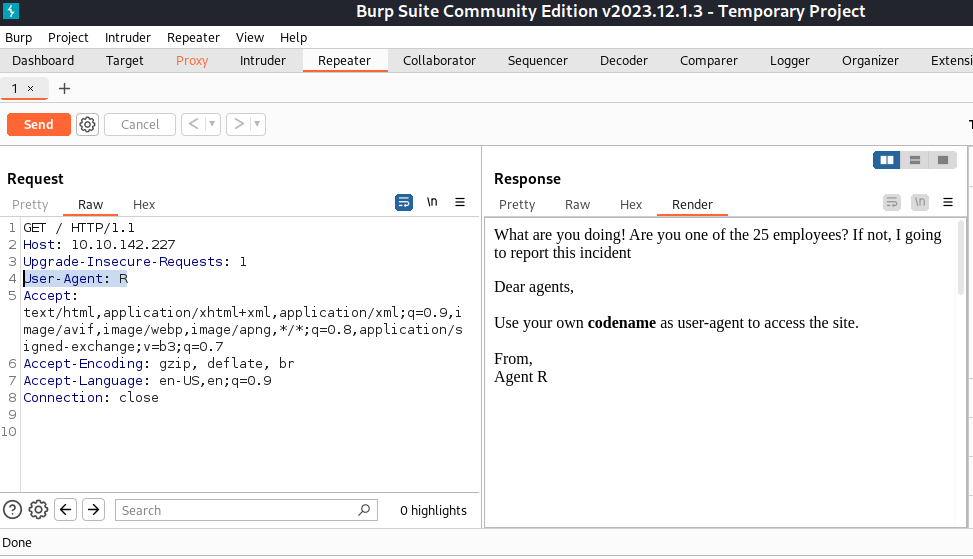 Burp Suite Community Edition v2023.12.1.3 - Temporary Project
Burp Project Intruder Repeater View Help
Dashboard Target Proxy Intruder Repeater Collaborator Sequencer Decoder Comparer Logger Organizer Extensi
1 × +
Send Cancel < >
Request
Pretty Raw Hex \n
1 GET / HTTP/1.1
2 Host: 10.10.142.227
3 Upgrade-Insecure-Requests: 1
4 User-Agent: R
5 Accept:
text/html,application/xhtml+xml,application/xml;q=0.9,i
mage/avif,image/webp,image/apng,*/*;q=0.8,application/s
igned-exchange;v=b3;q=0.7
6 Accept-Encoding: gzip, deflate, br
7 Accept-Language: en-US,en;q=0.9
8 Connection: close
9
10
Search 0 highlights
Response
Pretty Raw Hex Render \n
What are you doing! Are you one of the 25 employees? If not, I going
to report this incident
Dear agents,
Use your own codename as user-agent to access the site.
From,
Agent R
Done